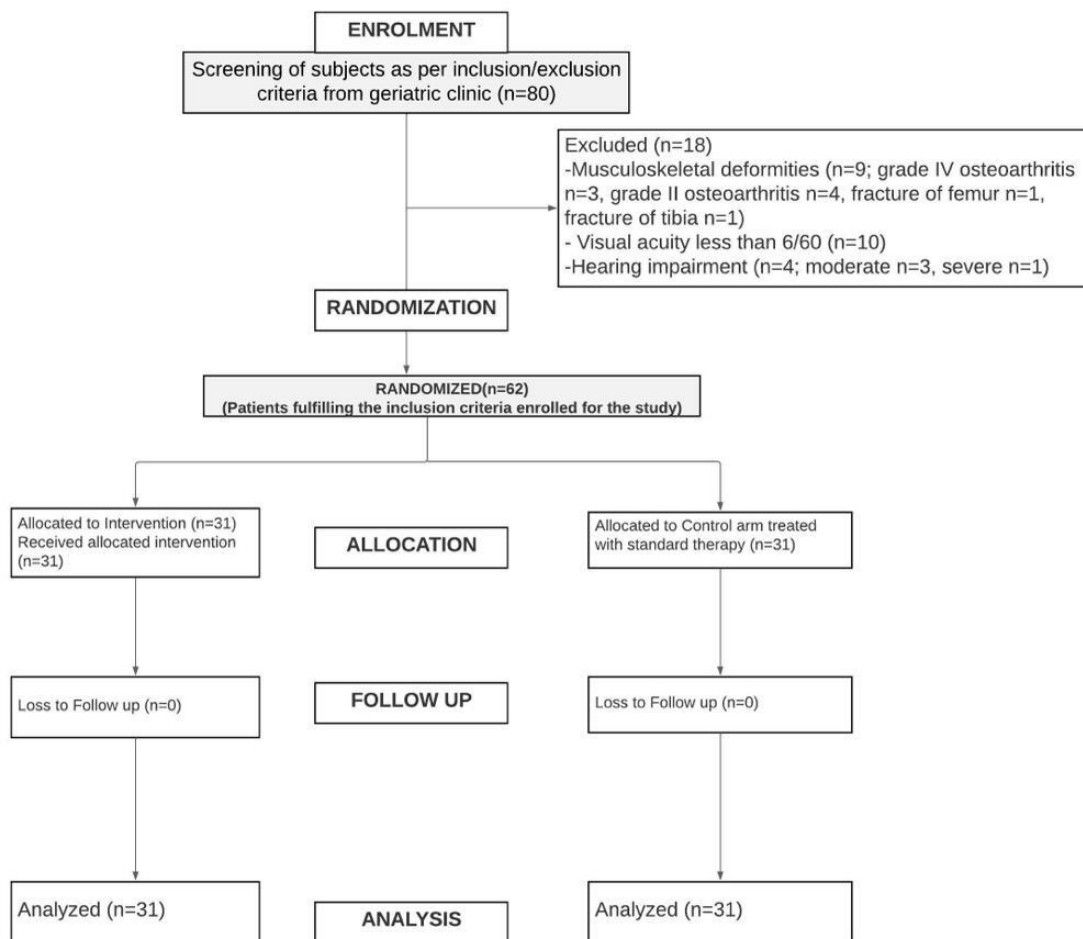 ENROLMENT
Screening of subjects as per inclusion/exclusion
criteria from geriatric clinic (n=80)
Excluded (n=18)
-Musculoskeletal deformities (n=9; grade IV osteoarthritis
n=3, grade II osteoarthritis n=4, fracture of femur n=1,
fracture of tibia n=1)
- Visual acuity less than 6/60 (n=10)
-Hearing impairment (n=4; moderate n=3, severe n=1)
RANDOMIZATION
RANDOMIZED(n=62)
(Patients fulfilling the inclusion criteria enrolled for the study)
Allocated to Intervention (n=31)
Received allocated intervention
(n=31)
ALLOCATION
Allocated to Control arm treated
with standard therapy (n=31)
Loss to Follow up (n=0)
FOLLOW UP
Loss to Follow up (n=0)
Analyzed (n=31)
ANALYSIS
Analyzed (n=31)